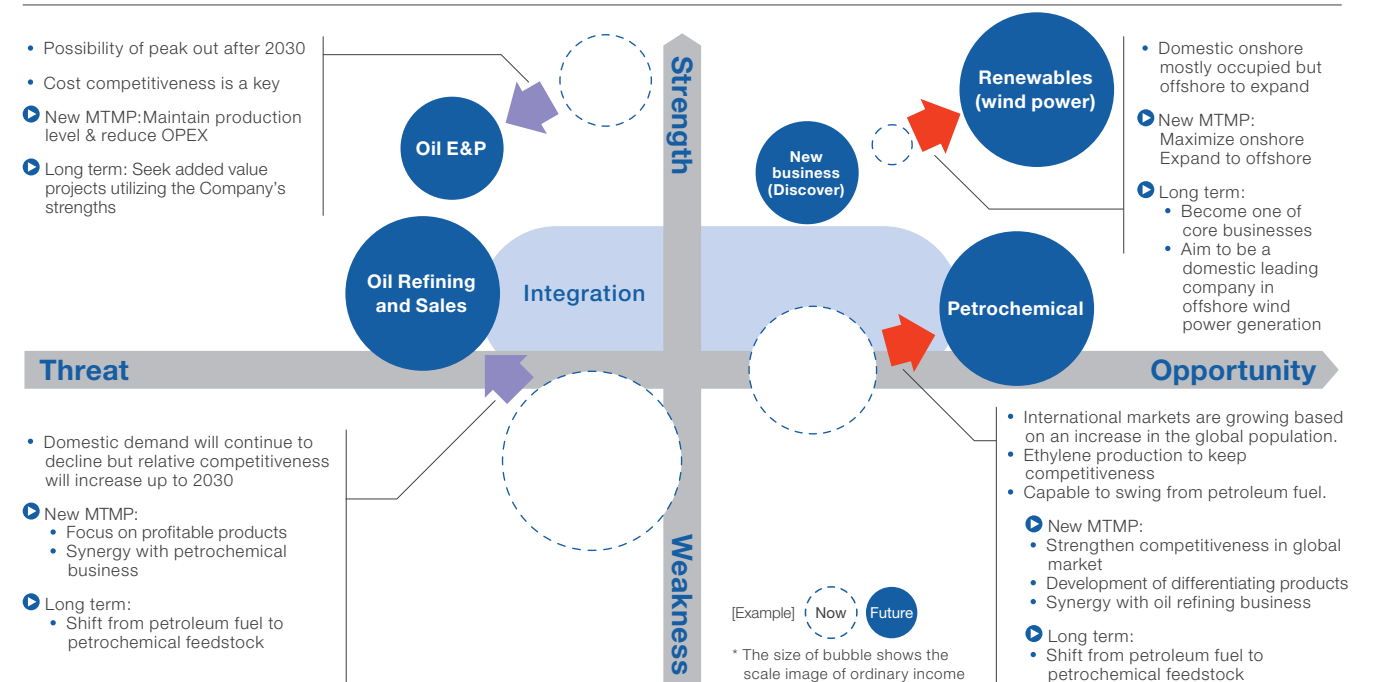 • Possibility of peak out after 2030
• Cost competitiveness is a key
New MTMP:Maintain production
level & reduce OPEX
Long term: Seek added value
projects utilizing the Company's
strengths
Oil E&P
Strength
New
business
(Discover)
Renewables
(wind power)
• Domestic onshore
mostly occupied but
offshore to expand
New MTMP:
Maximize onshore
Expand to offshore
Long term:
• Become one of
core businesses
• Aim to be a
domestic leading
company in
offshore wind
power generation
Oil Refining
and Sales
Integration
Petrochemical
Threat
Opportunity
• Domestic demand will continue to
decline but relative competitiveness
will increase up to 2030
New MTMP:
• Focus on profitable products
• Synergy with petrochemical
business
Long term:
• Shift from petroleum fuel to
petrochemical feedstock
Weakness
[Example]
Now
Future
* The size of bubble shows the
scale image of ordinary income
• International markets are growing based
on an increase in the global population.
• Ethylene production to keep
competitiveness
• Capable to swing from petroleum fuel.
New MTMP:
• Strengthen competitiveness in global
market
• Development of differentiating products
• Synergy with oil refining business
Long term:
• Shift from petroleum fuel to
petrochemical feedstock